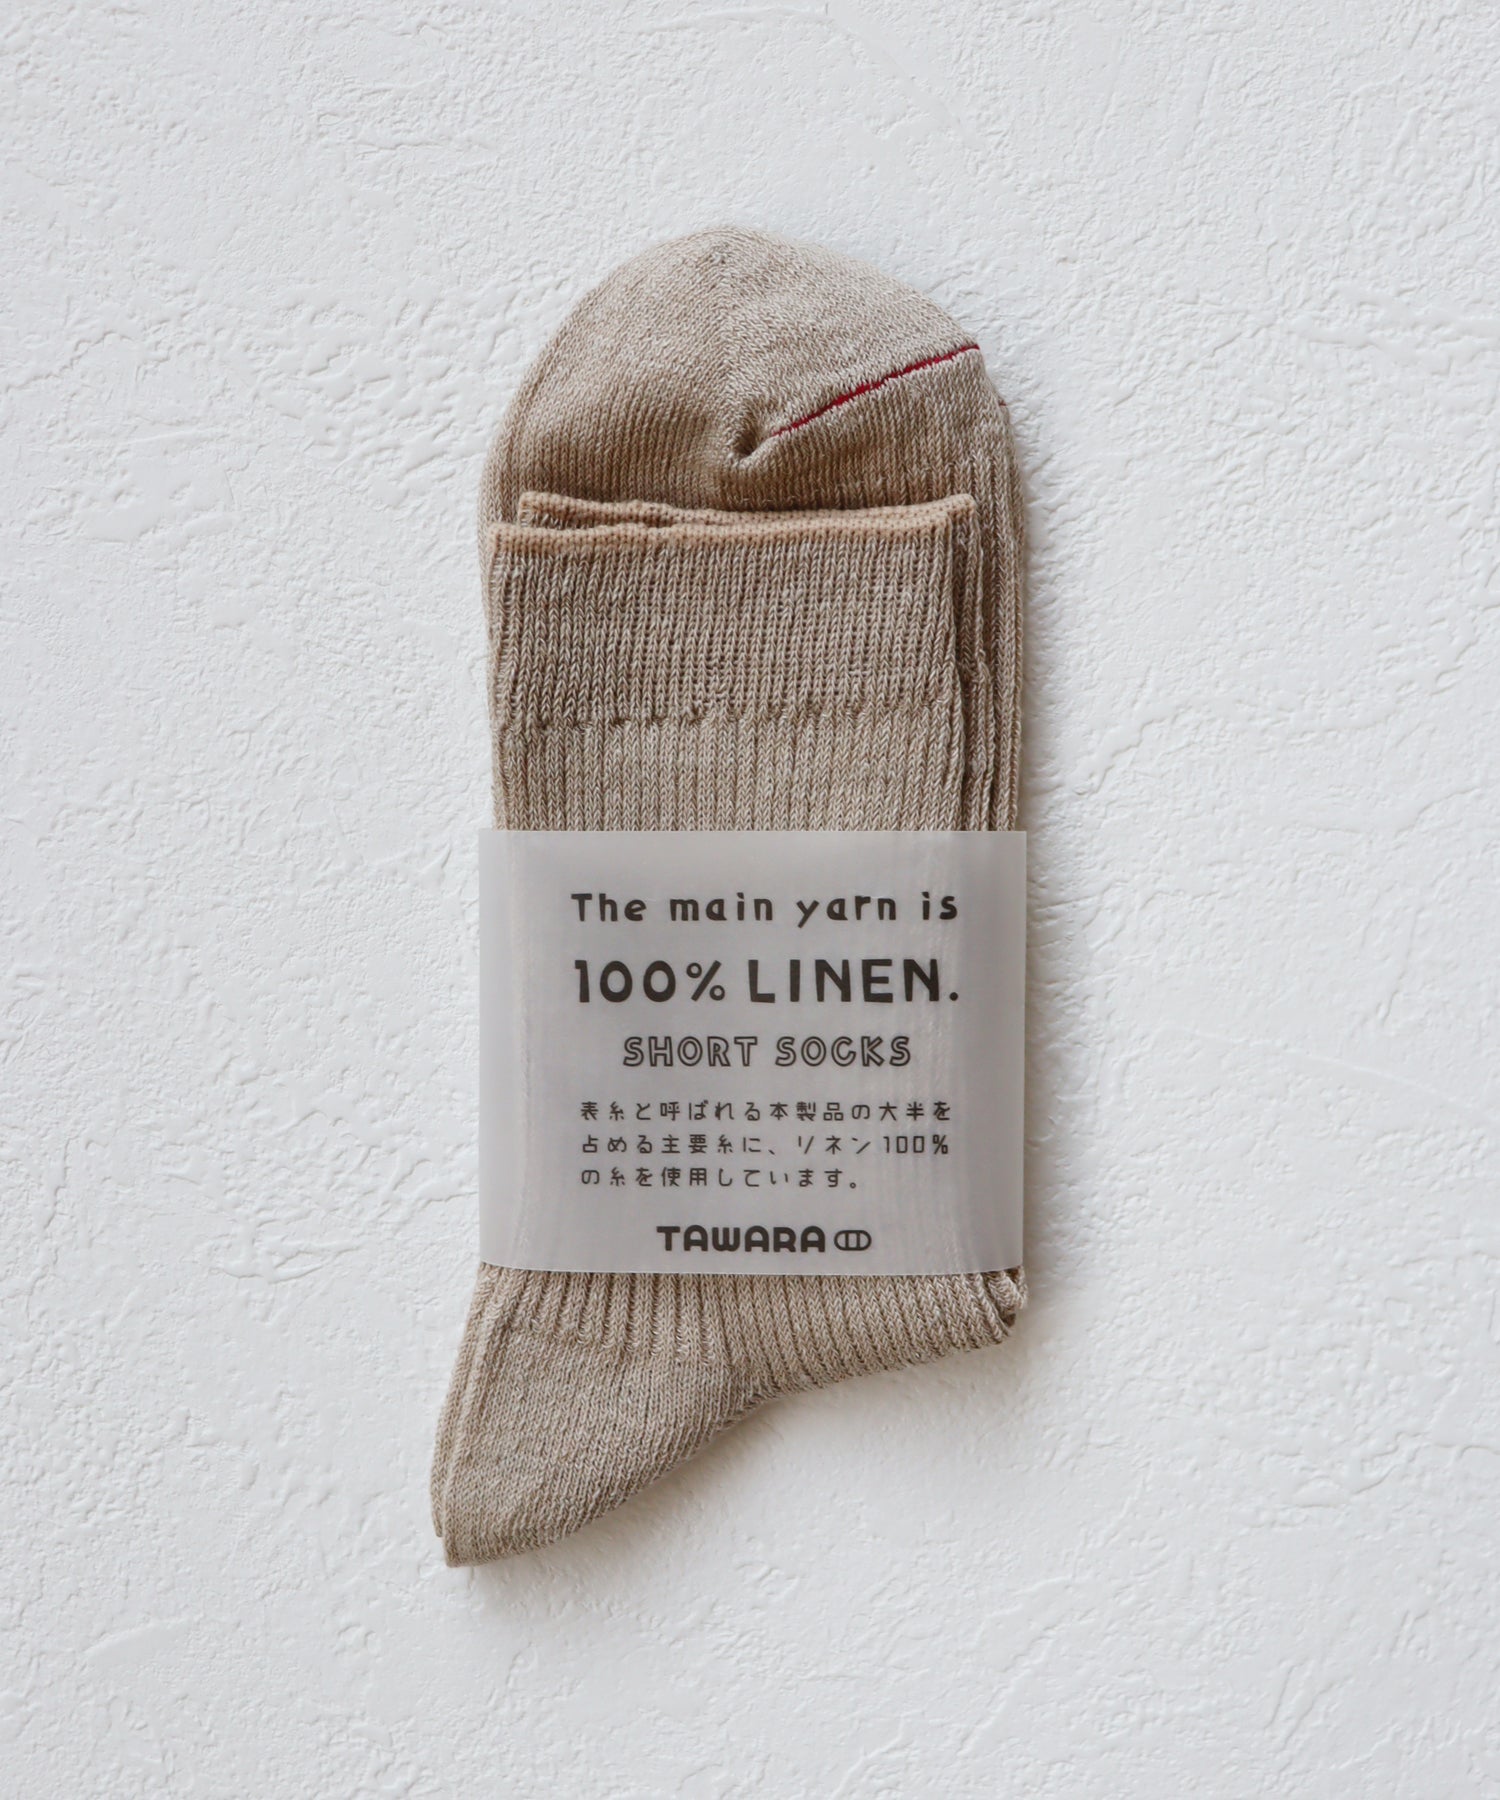 The main yarn is
100% LINEN.
SHORT SOCKS
表糸と呼ばれる本製品の大半を
占める主要糸に、リネン100%
の糸を使用しています。
TAWARA